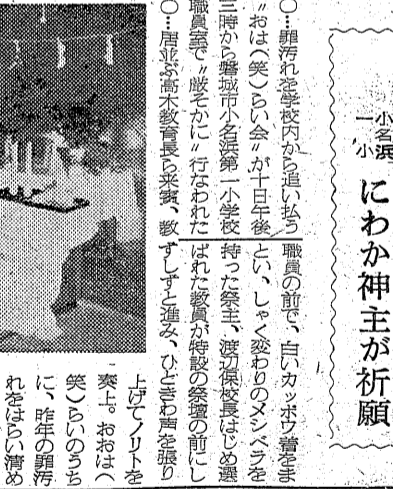 小名浜
一小
にわか神主が祈願
〇…罪汚れを学校内から追い払う
〃おは(笑)らい会〃が十日午後
三時から磐城市小名浜第一小学校
職員室で〃厳そかに〃行なわれた
〇…居並ぶ高木教育長ら来賓、教
職員の前で、白いカッポウ着をま
とい、しゃく変わりのメシベラを
持った祭主、渡辺保校長はじめ選
ばれた教員が特設の祭壇の前にし
ずしずと進み、ひときわ声を張り
上げてノリトを
奏上。おおは(
笑)らいのうち
に、昨年の罪汚
れをはらい清め